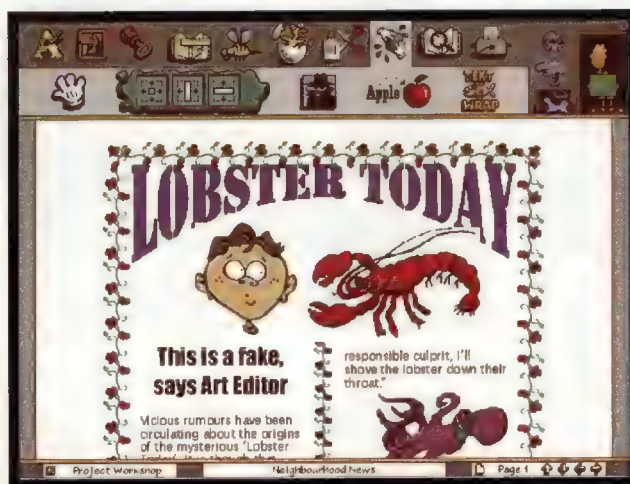 Apple
WRAP
LOBSTER TODAY
This is a fake,
says Art Editor
Vicious rumours have been
circulating about the origins
of the mysterious 'Lobster
responsible culprit, I'll
shove the lobster down their
throat."
Project Workshop
Neighbourhood News
Page 1